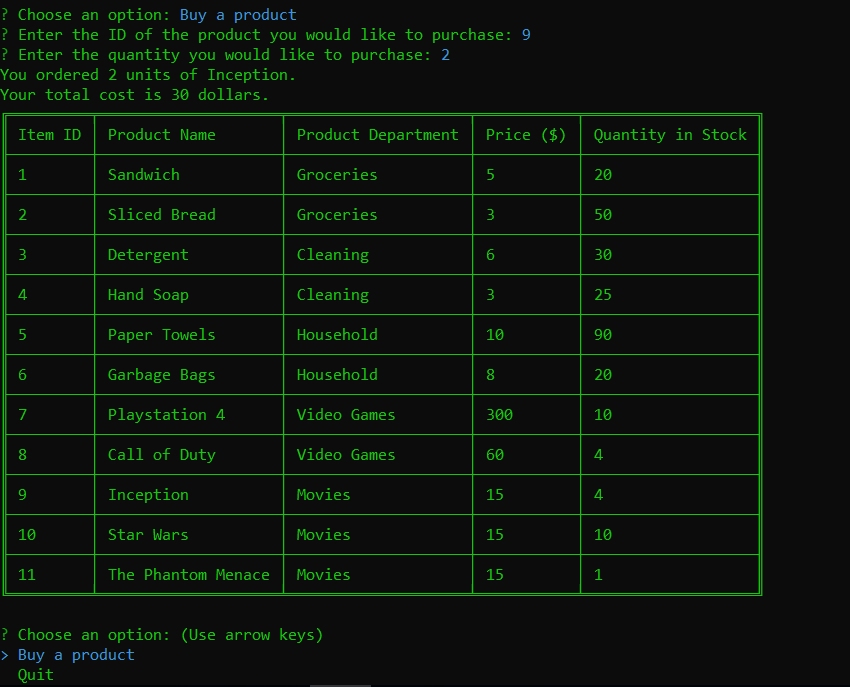 ? Choose an option: Buy a product
? Enter the ID of the product you would like to purchase: 9
? Enter the quantity you would like to purchase: 2
You ordered 2 units of Inception.
Your total cost is 30 dollars.
Item ID Product Name Product Department Price ($) Quantity in Stock
1 Sandwich Groceries 5 20
2 Sliced Bread Groceries 3 50
3 Detergent Cleaning 6 30
4 Hand Soap Cleaning 3 25
5 Paper Towels Household 10 90
6 Garbage Bags Household 8 20
7 Playstation 4 Video Games 300 10
8 Call of Duty Video Games 60 4
9 Inception Movies 15 4
10 Star Wars Movies 15 10
11 The Phantom Menace Movies 15 1
? Choose an option: (Use arrow keys)
> Buy a product
Quit